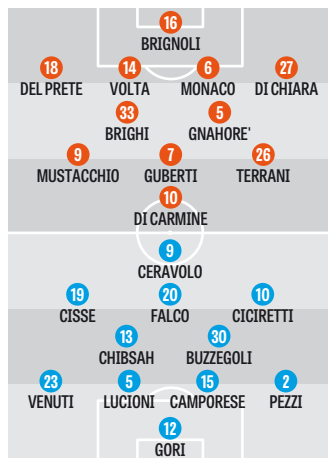 16
BRIGNOLI
18 14 6 27
DEL PRETE VOLTA MONACO DI CHIARA
33 5
BRIGHI GNAHORE'
9 7 26
MUSTACCHIO GUBERTI TERRANI
10
DI CARMINE
9
CERAVOLO
19 20 10
CISSE FALCO CICIRETTI
13 30
CHIBSAH BUZZEGOLI
23 5 15 2
VENUTI LUCIONI CAMPORESE PEZZI
12
GORI